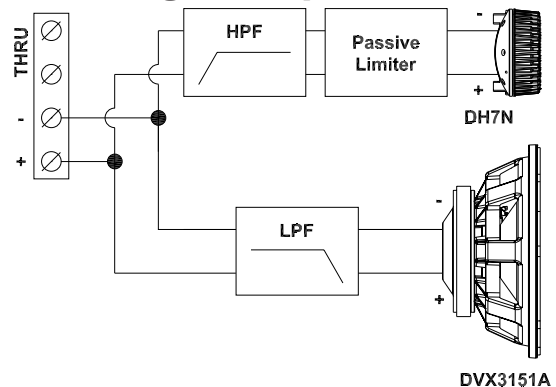 THRU
-
+
HPF
Passive
Limiter
-
+
DH7N
LPF
-
+
DVX3151A